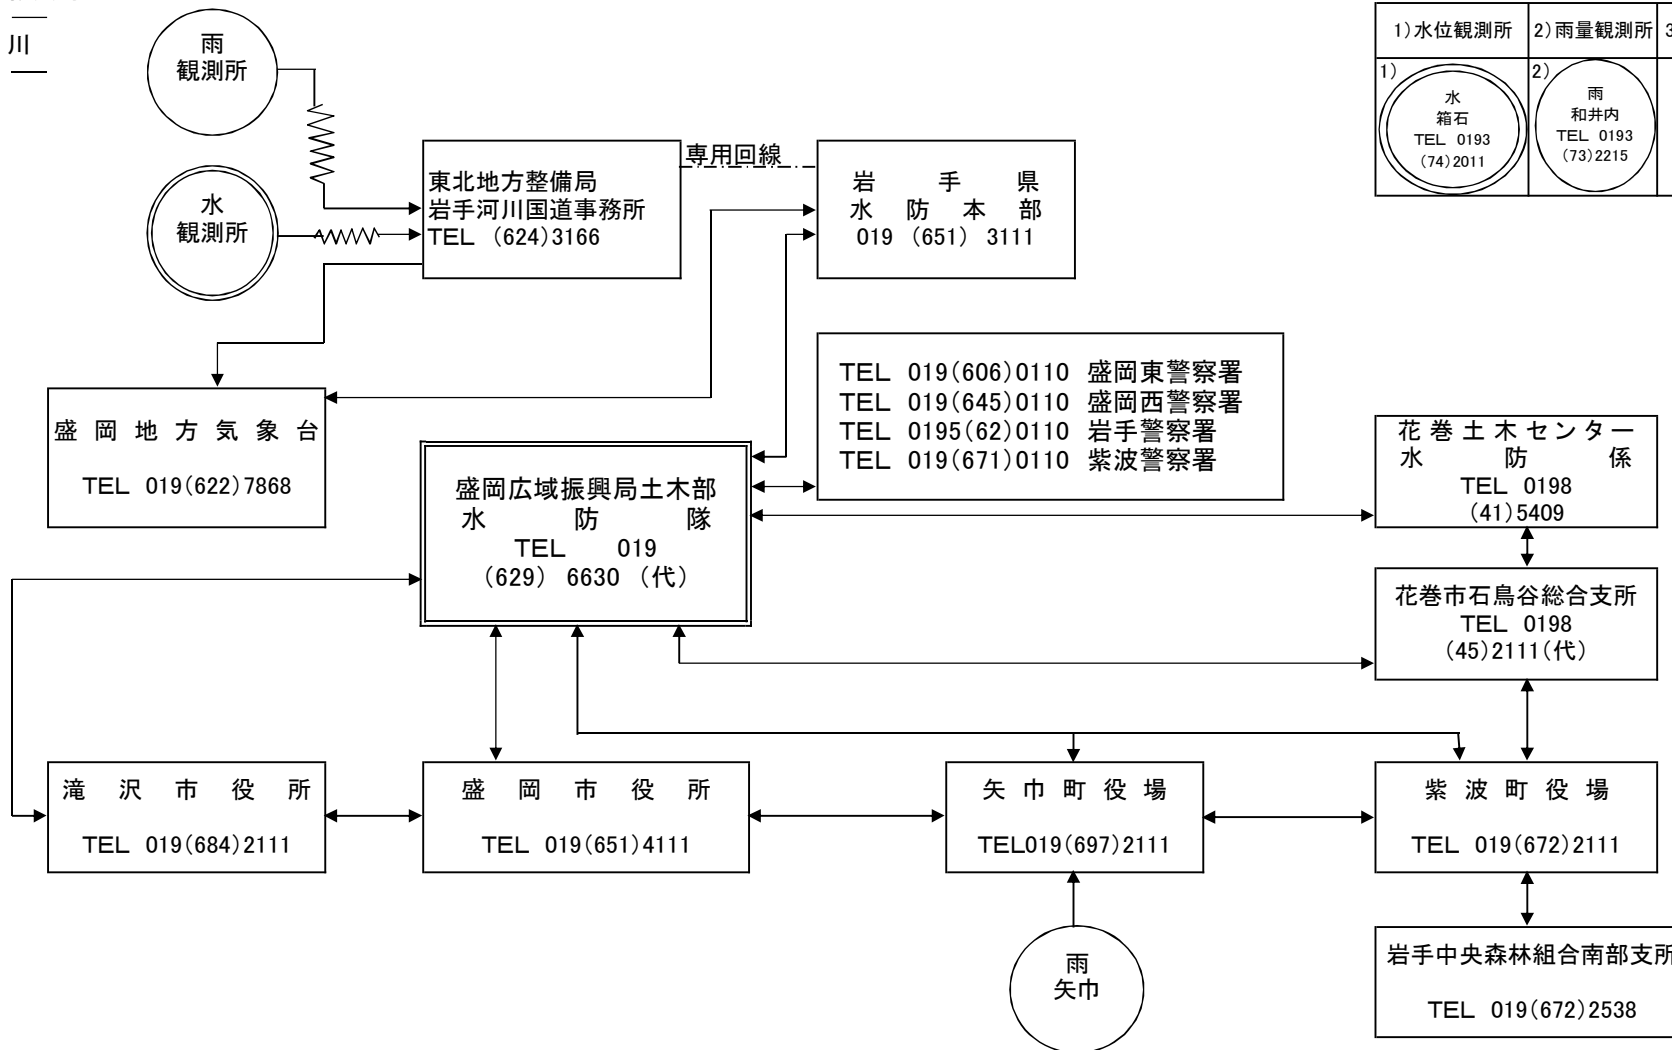 川
雨
観測所
水
観測所
東北地方整備局
岩手河川国道事務所
TEL (624)3166
専用回線
岩手県
水防本部
019 (651) 3111
1)水位観測所
2)雨量観測所
3
1)
水
箱石
TEL 0193
(74)2011
2)
雨
和井内
TEL 0193
(73)2215
盛岡地方気象台
TEL 019(622)7868
TEL 019(606)0110 盛岡東警察署
TEL 019(645)0110 盛岡西警察署
TEL 0195(62)0110 岩手警察署
TEL 019(671)0110 紫波警察署
盛岡広域振興局土木部
水防隊
TEL 019
(629) 6630 (代)
花巻土木センター
水防係
TEL 0198
(41)5409
花巻市石鳥谷総合支所
TEL 0198
(45)2111(代)
滝沢市役所
TEL 019(684)2111
盛岡市役所
TEL 019(651)4111
矢巾町役場
TEL019(697)2111
紫波町役場
TEL 019(672)2111
雨
矢巾
岩手中央森林組合南部支所
TEL 019(672)2538